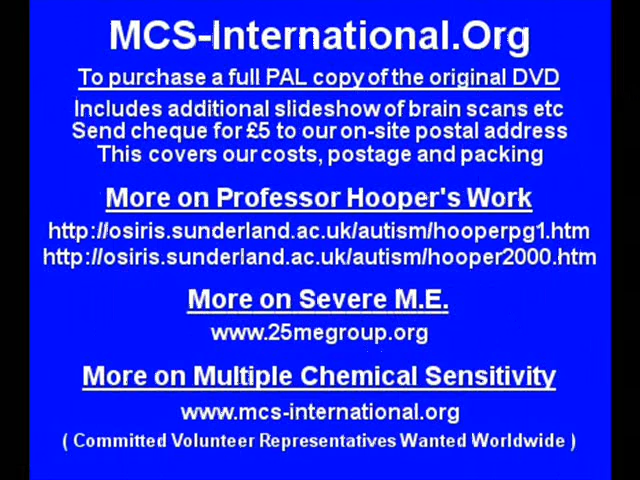 MCS-International.Org
To purchase a full PAL copy of the original DVD
Includes additional slideshow of brain scans etc
Send cheque for £5 to our on-site postal address
This covers our costs, postage and packing
More on Professor Hooper's Work
http://osiris.sunderland.ac.uk/autism/hooperpg1.htm
http://osiris.sunderland.ac.uk/autism/hooper2000.htm
More on Severe M.E.
www.25megroup.org
More on Multiple Chemical Sensitivity
www.mcs-international.org
( Committed Volunteer Representatives Wanted Worldwide )